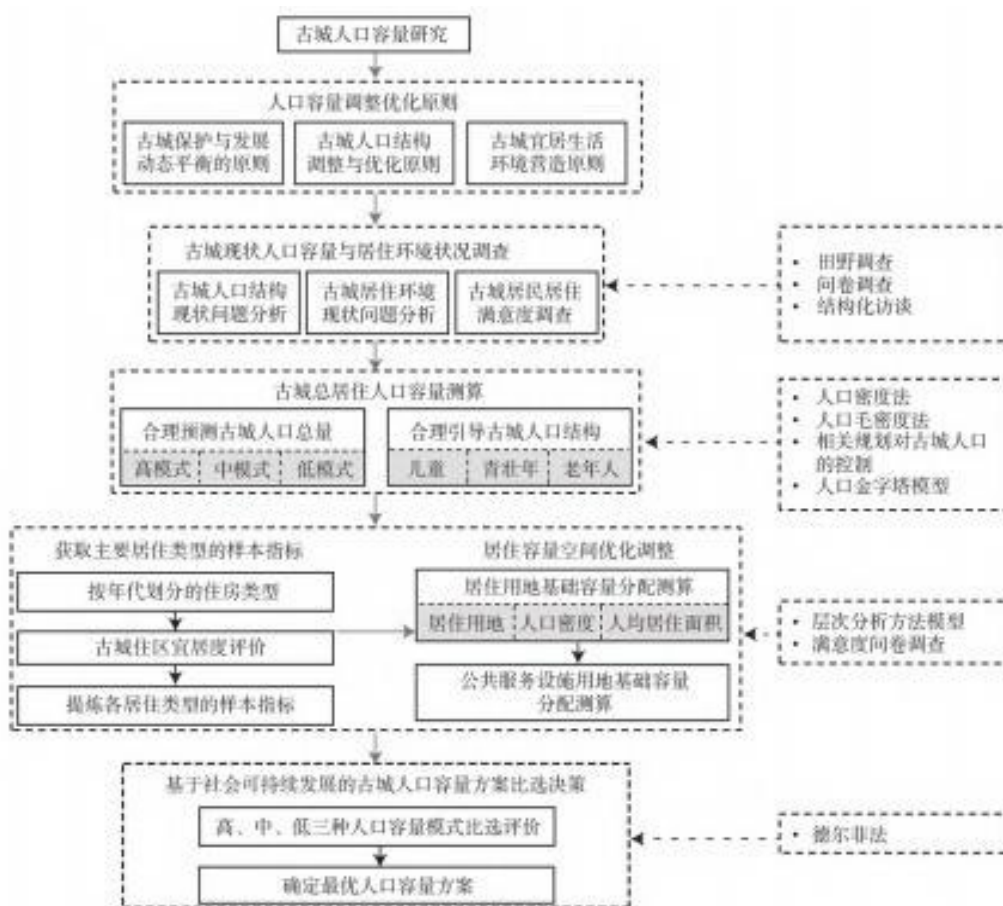 古城人口容量研究
人口容量调整优化原则
古城保护与发展
动态平衡的原则
古城人口结构
调整与优化原则
古城宜居生活
环境营造原则
古城现状人口容量与居住环境状况调查
古城人口结构
现状问题分析
古城居住环境
现状问题分析
古城居民居住
满意度调查
• 田野调查
• 问卷调查
• 结构化访谈
古城总居住人口容量测算
合理预测古城人口总量
高模式 中模式 低模式
合理引导古城人口结构
儿童 青壮年 老年人
• 人口密度法
• 人口毛密度法
• 相关规划对古城人口
的控制
• 人口金字塔模型
获取主要居住类型的样本指标
按年代划分的住房类型
古城住区宜居度评价
提炼各居住类型的样本指标
居住容量空间优化调整
居住用地基础容量分配测算
居住用地 人口密度 人均居住面积
公共服务设施用地基础容量
分配测算
• 层次分析方法模型
• 满意度问卷调查
基于社会可持续发展的古城人口容量方案比选决策
高、中、低三种人口容量模式比选评价
确定最优人口容量方案
• 德尔菲法